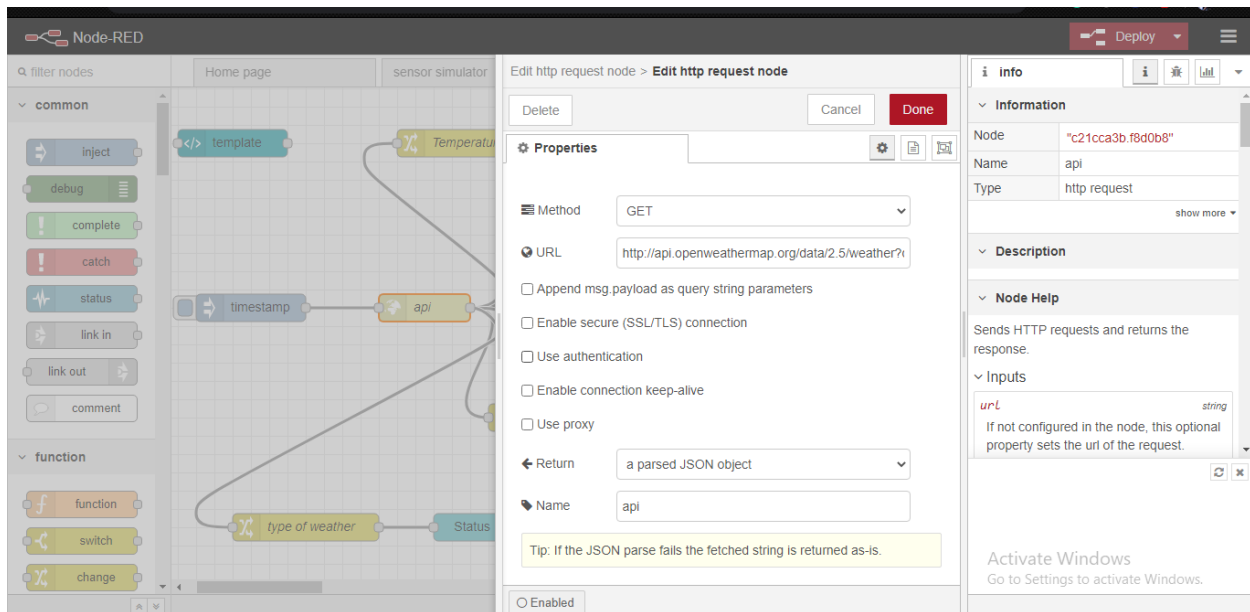 Node-RED
Deploy
filter nodes
Home page
sensor simulator
Edit http request node > Edit http request node
i info
common
Delete
Cancel
Done
Information
inject
template
Properties
Node
"c21cca3b.f8d0b8"
Name
api
debug
Type
http request
complete
Method
GET
show more
catch
URL
http://api.openweathermap.org/data/2.5/weather?
Description
status
timestamp
api
Append msg.payload as query string parameters
Node Help
link in
Enable secure (SSL/TLS) connection
Sends HTTP requests and returns the
response.
link out
Use authentication
Inputs
comment
Enable connection keep-alive
url
string
If not configured in the node, this optional
property sets the url of the request.
Use proxy
function
Return
a parsed JSON object
function
Name
api
type of weather
Status
switch
Tip: If the JSON parse fails the fetched string is returned as-is.
change
Activate Windows
Go to Settings to activate Windows.
Enabled